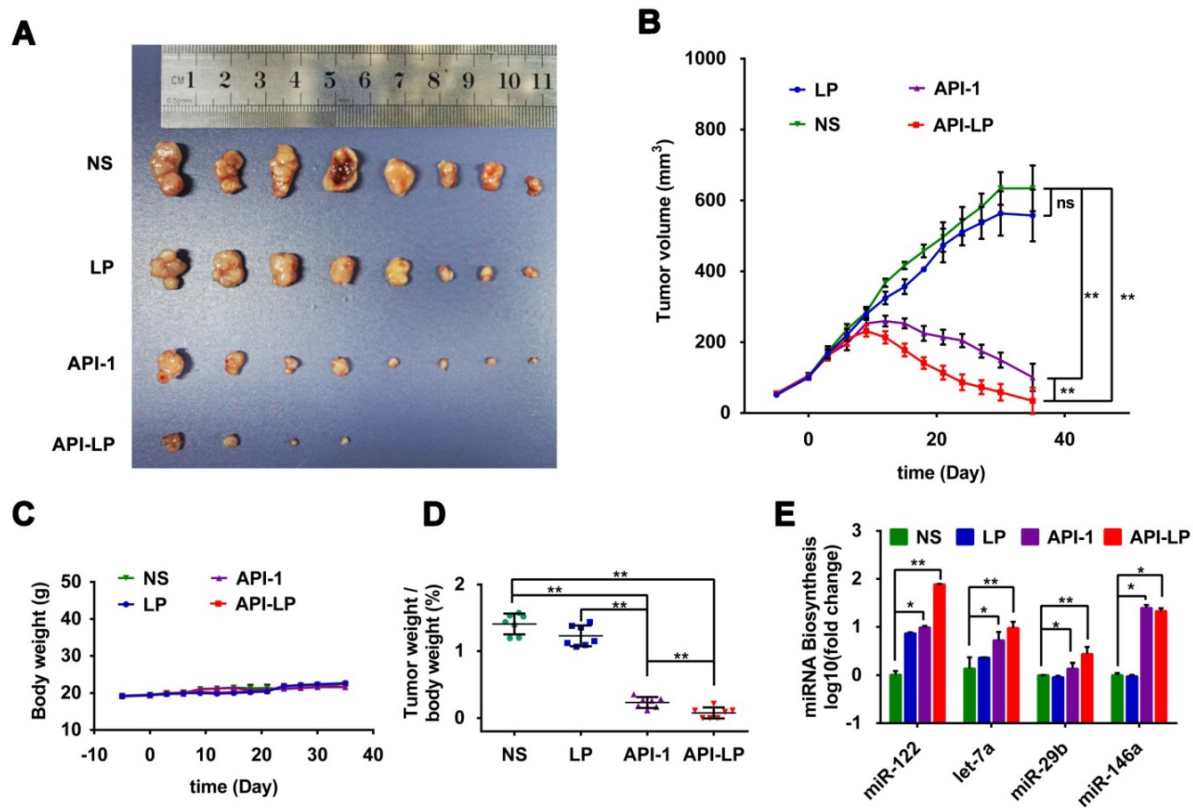 A
CM 1 2 3 4 5 6 7 8 9 10 11
NS
LP
API-1
API-LP
B
1000
800
600
400
200
0
Tumor volume (mm³)
LP
NS
API-1
API-LP
ns
**
**
**
0 20 40
time (Day)
C
50
40
30
20
10
Body weight (g)
NS
LP
API-1
API-LP
-10 0 10 20 30 40
time (Day)
D
2
1
0
Tumor weight /
body weight (%)
**
**
**
**
NS LP API-1 API-LP
E
miRNA Biosynthesis
log10(fold change)
3
2
1
0
-1
NS LP API-1 API-LP
**
*
**
*
**
*
*
*
miR-122 let-7a miR-29b miR-146a